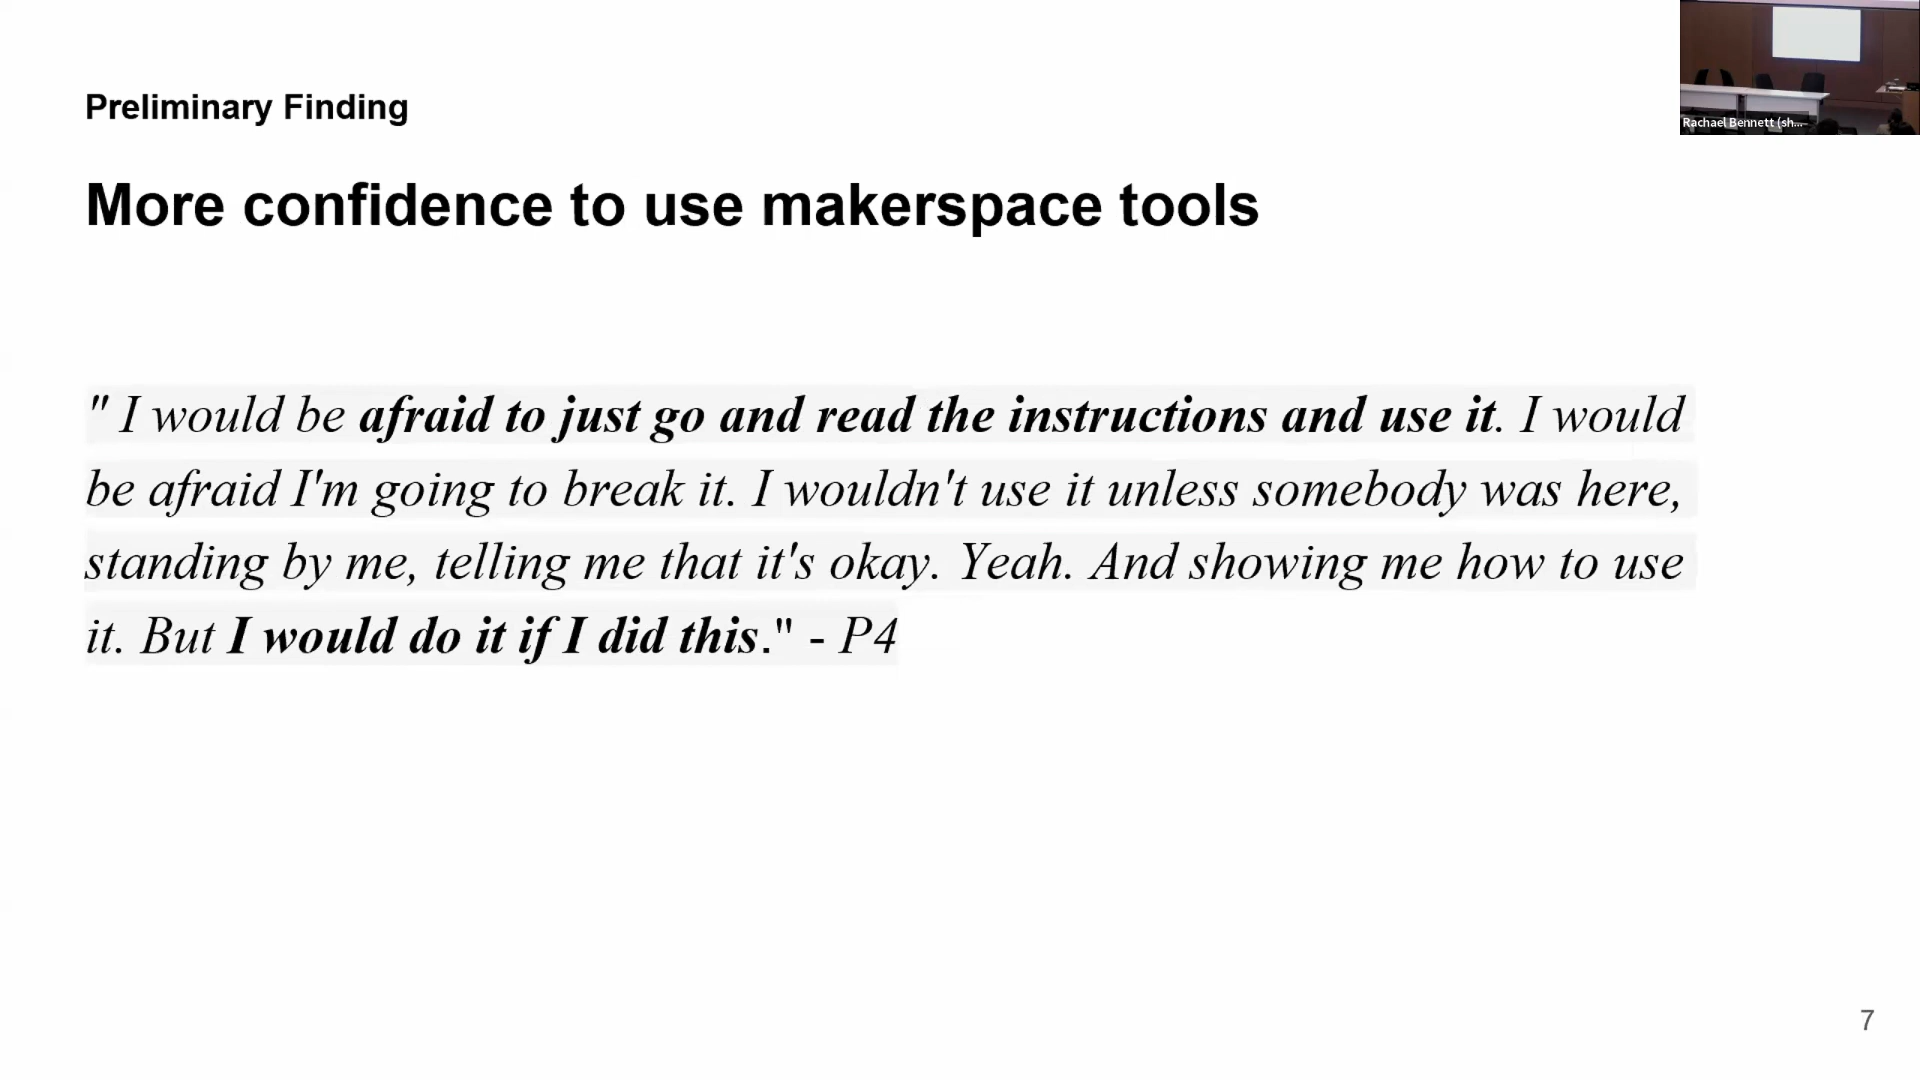 Preliminary Finding
More confidence to use makerspace tools
" I would be afraid to just go and read the instructions and use it. I would
be afraid I'm going to break it. I wouldn't use it unless somebody was here,
standing by me, telling me that it's okay. Yeah. And showing me how to use
it. But I would do it if I did this." - P4
Rachael Bennett (sh...
7